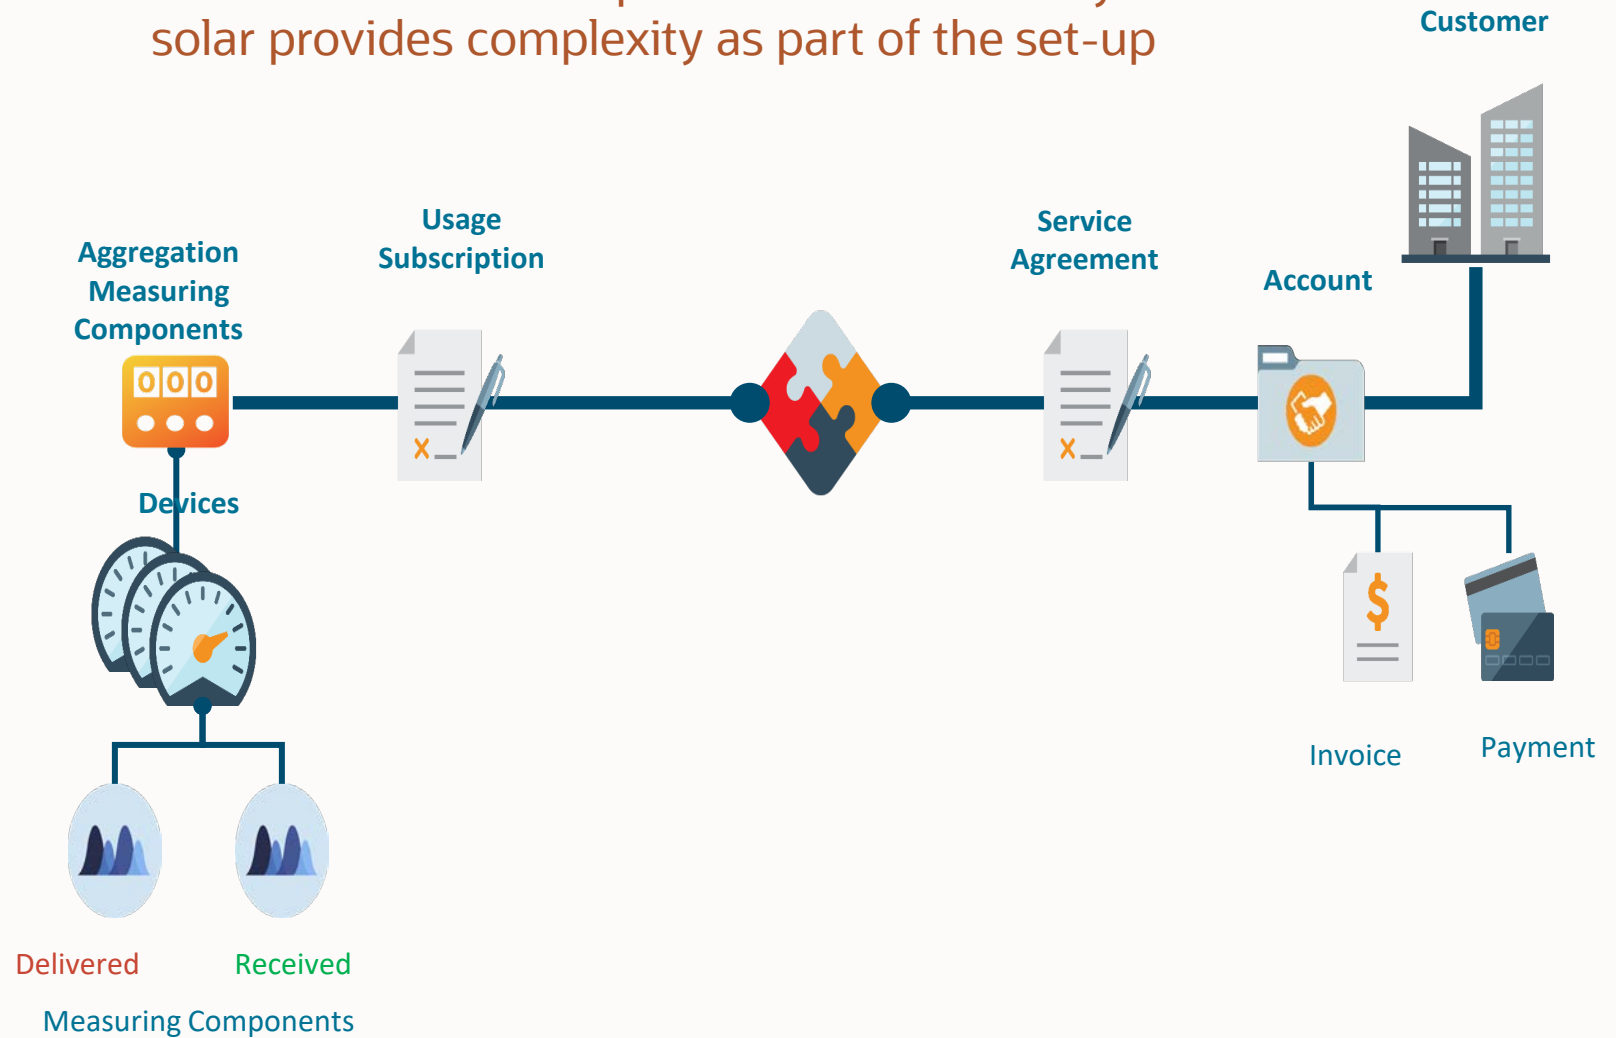 solar provides complexity as part of the set-up
Customer
Usage
Subscription
Service
Agreement
Aggregation
Measuring
Components
Account
000
Devices
X
X
$
Invoice
Payment
Delivered
Received
Measuring Components